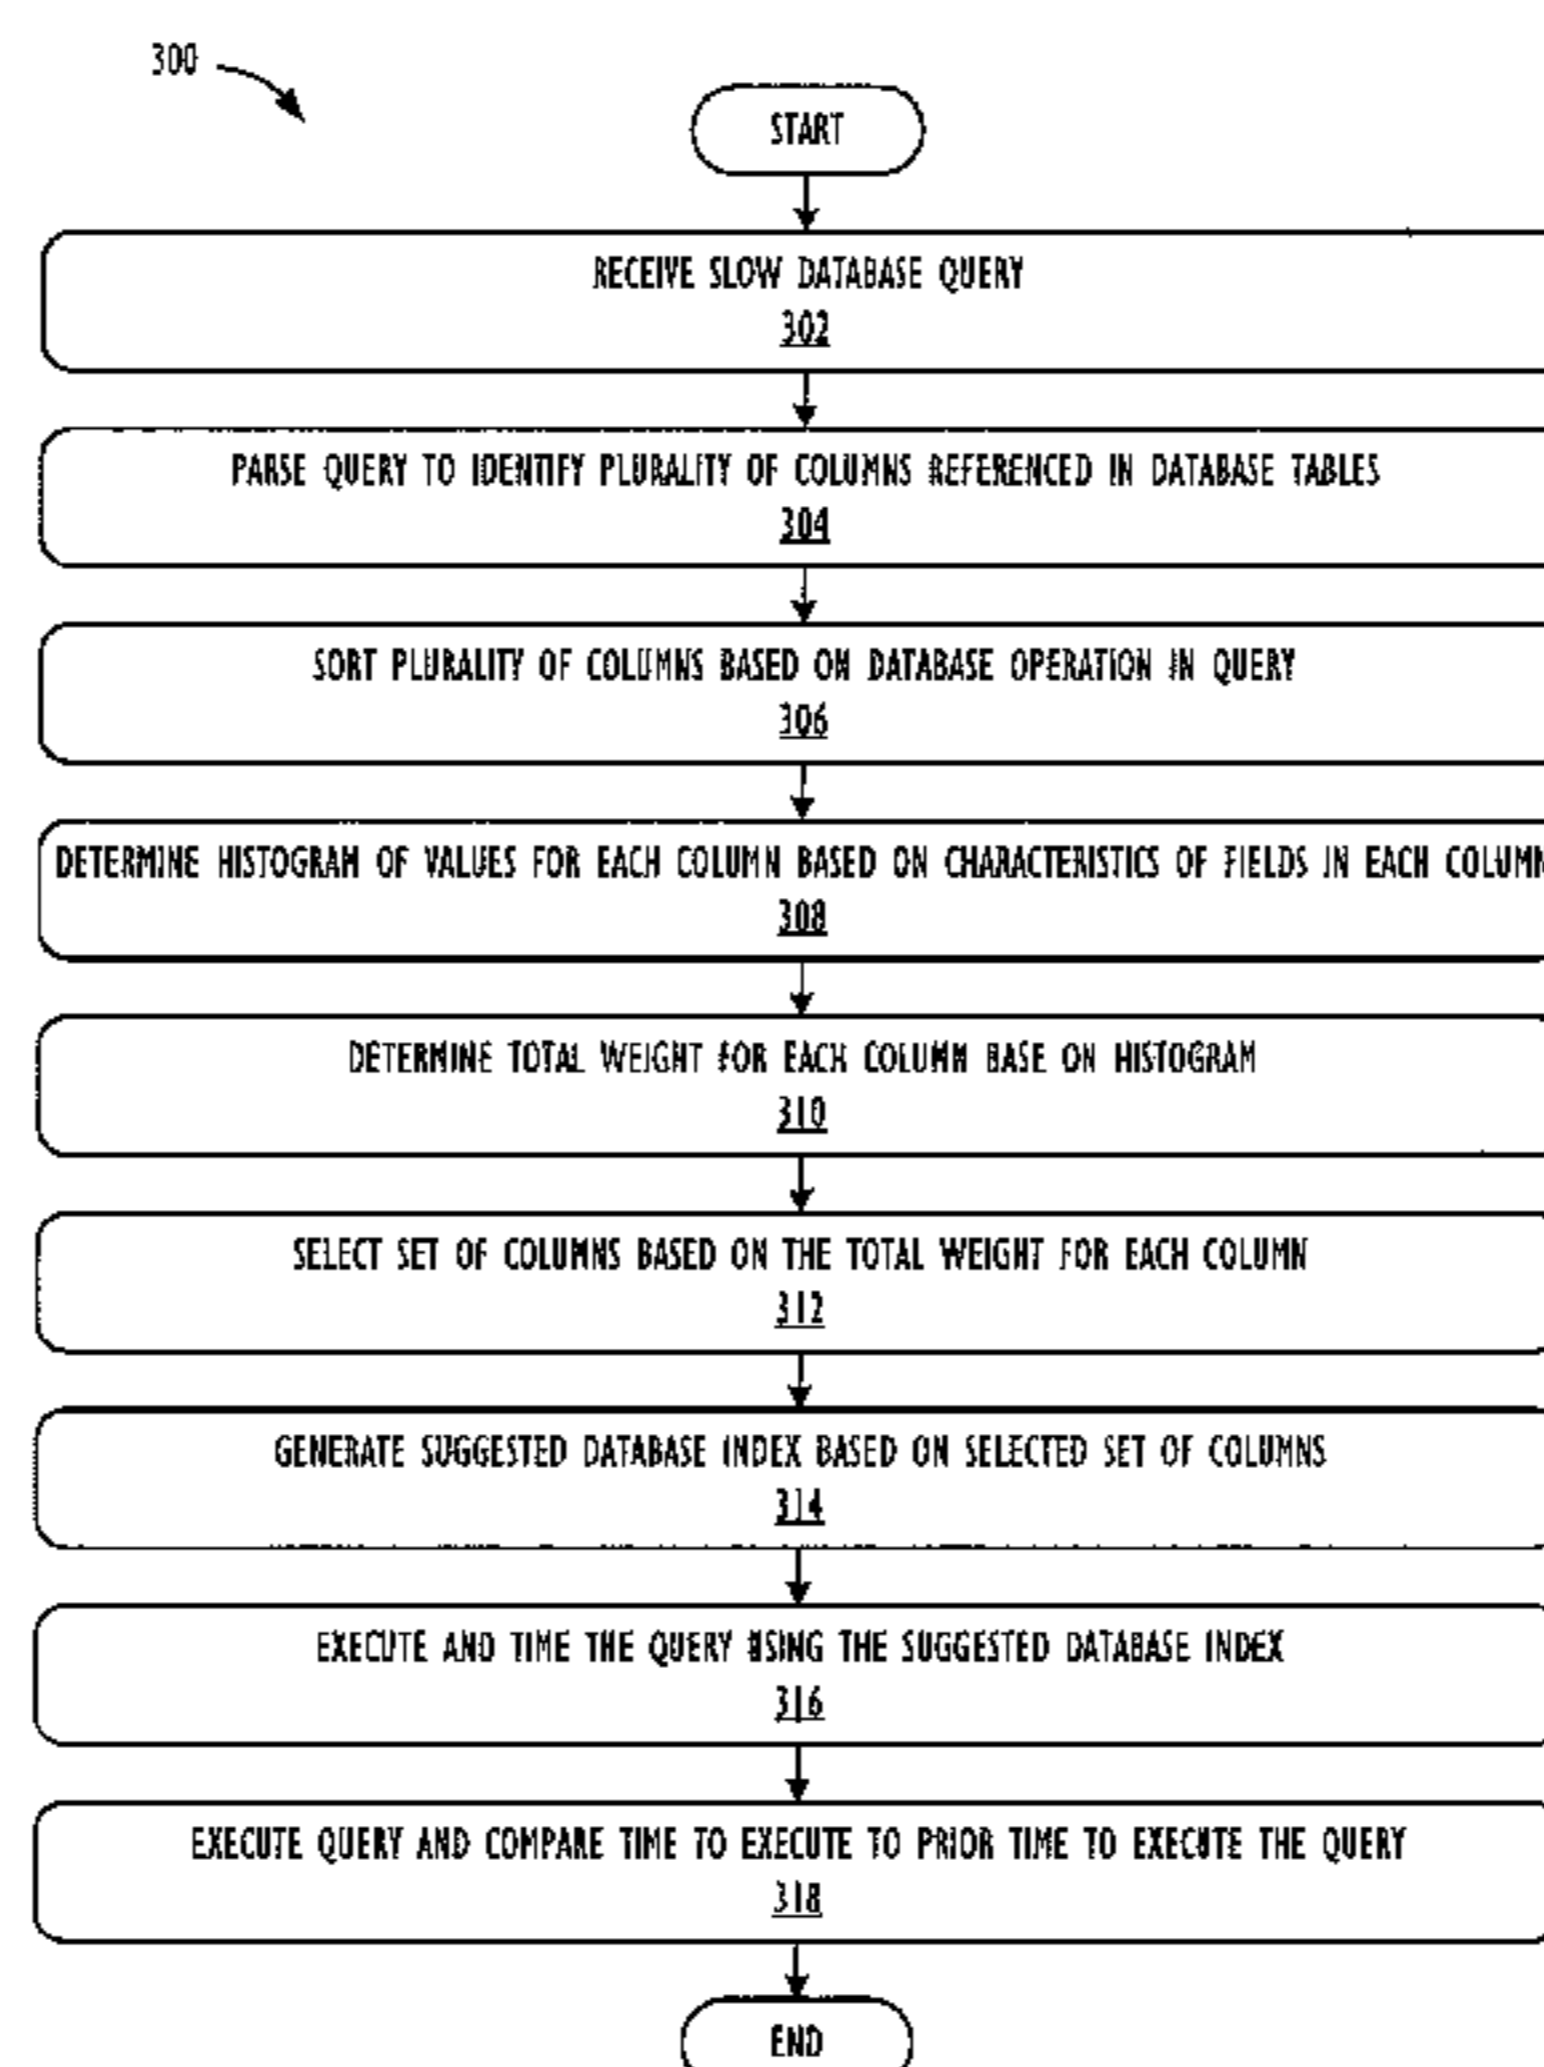 300
START
RECEIVE SLOW DATABASE QUERY
302
PARSE QUERY TO IDENTIFY PLURALITY OF COLUMNS REFERENCED IN DATABASE TABLES
304
SORT PLURALITY OF COLUMNS BASED ON DATABASE OPERATION IN QUERY
306
DETERMINE HISTOGRAM OF VALUES FOR EACH COLUMN BASED ON CHARACTERISTICS OF FIELDS IN EACH COLUMN
308
DETERMINE TOTAL WEIGHT FOR EACH COLUMN BASE ON HISTOGRAM
310
SELECT SET OF COLUMNS BASED ON THE TOTAL WEIGHT FOR EACH COLUMN
312
GENERATE SUGGESTED DATABASE INDEX BASED ON SELECTED SET OF COLUMNS
314
EXECUTE AND TIME THE QUERY USING THE SUGGESTED DATABASE INDEX
316
EXECUTE QUERY AND COMPARE TIME TO EXECUTE TO PRIOR TIME TO EXECUTE THE QUERY
318
END